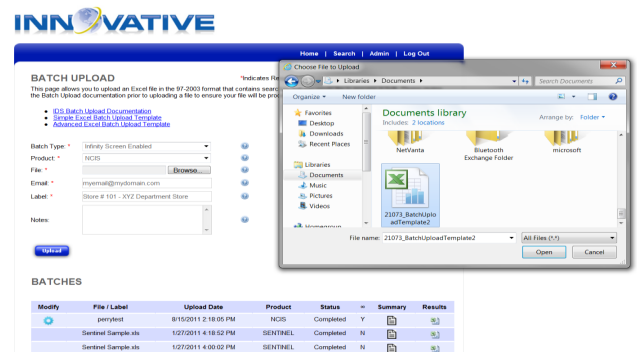 INNOVATIVE
Home | Search | Admin | Log Out
BATCH UPLOAD
*Indicates Re
This page allows you to upload an Excel file in the 97-2003 format that contains sear
the Batch Upload documentation prior to uploading a file to ensure your file will be proc
IDS Batch Upload Documentation
Simple Excel Batch Upload Template
Advanced Excel Batch Upload Template
Batch Type: * Infinity Screen Enabled
Product: * NCIS
File: * Browse...
Email: * myemail@mydomain.com
Label: * Store # 101 - XYZ Department Store
Notes:
Upload
Choose File to Upload
Libraries Documents
Search Documents
Organize New folder
Favorites
Desktop
Downloads
Recent Places
Libraries
Documents
Music
Pictures
Videos
Homegroup
Documents library
Includes: 2 locations
Arrange by: Folder
NetVanta
Bluetooth
Exchange Folder
microsoft
21073_BatchUplo
adTemplate2
File name: 21073_BatchUploadTemplate2
All Files (*.*)
Open Cancel
BATCHES
Modify File / Label Upload Date Product Status ∞ Summary Results
perrytest 8/15/2011 2:18:05 PM NCIS Completed Y
Sentinel Sample.xls 1/27/2011 4:18:52 PM SENTINEL Completed N
Sentinel Sample.xls 1/27/2011 4:00:02 PM SENTINEL Completed N